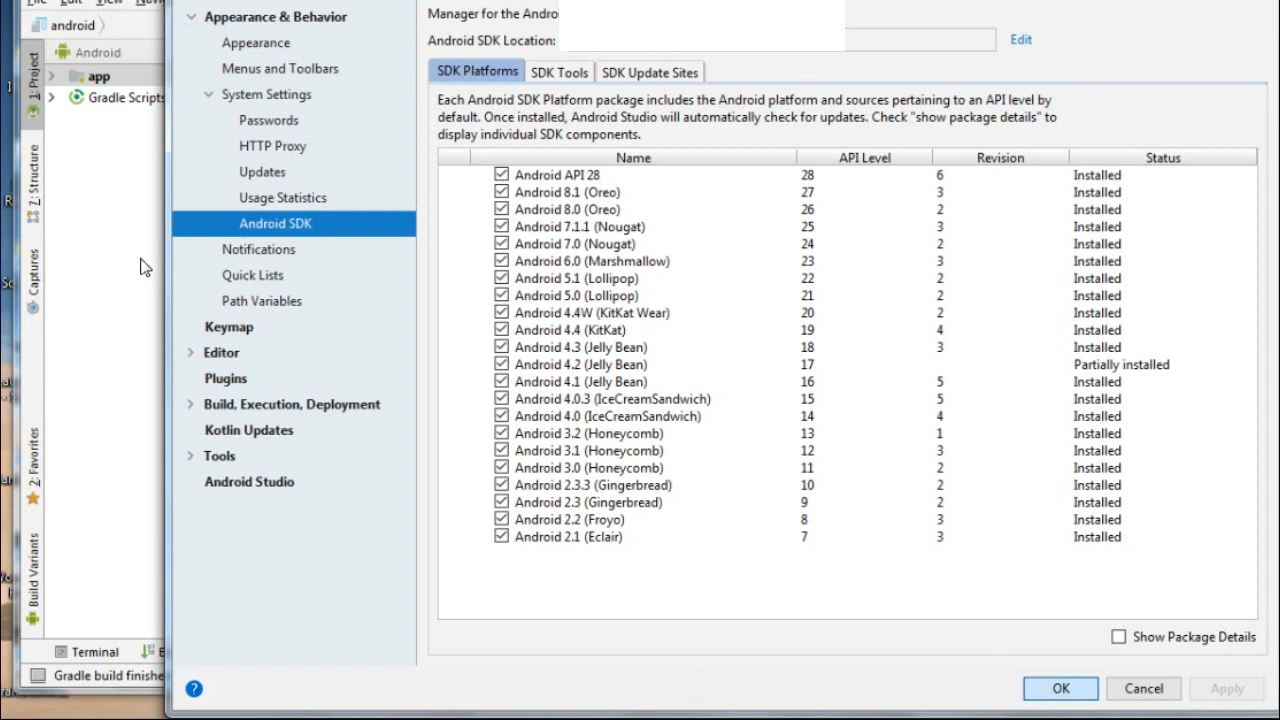 File Edit View
android
Android
app
Gradle Scripts
1: Project
7: Structure
Captures
2: Favorites
Build Variants
Terminal
Gradle build finishe
Appearance & Behavior
Appearance
Menus and Toolbars
System Settings
Passwords
HTTP Proxy
Updates
Usage Statistics
Android SDK
Notifications
Quick Lists
Path Variables
Keymap
Editor
Plugins
Build, Execution, Deployment
Kotlin Updates
Tools
Android Studio
Manager for the Andro
Android SDK Location:
Edit
SDK Platforms SDK Tools SDK Update Sites
Each Android SDK Platform package includes the Android platform and sources pertaining to an API level by
default. Once installed, Android Studio will automatically check for updates. Check "show package details" to
display individual SDK components.
Name API Level Revision Status
Android API 28 28 6 Installed
Android 8.1 (Oreo) 27 3 Installed
Android 8.0 (Oreo) 26 2 Installed
Android 7.1.1 (Nougat) 25 3 Installed
Android 7.0 (Nougat) 24 2 Installed
Android 6.0 (Marshmallow) 23 3 Installed
Android 5.1 (Lollipop) 22 2 Installed
Android 5.0 (Lollipop) 21 2 Installed
Android 4.4W (KitKat Wear) 20 2 Installed
Android 4.4 (KitKat) 19 4 Installed
Android 4.3 (Jelly Bean) 18 3 Installed
Android 4.2 (Jelly Bean) 17 Partially installed
Android 4.1 (Jelly Bean) 16 5 Installed
Android 4.0.3 (IceCreamSandwich) 15 5 Installed
Android 4.0 (IceCreamSandwich) 14 4 Installed
Android 3.2 (Honeycomb) 13 1 Installed
Android 3.1 (Honeycomb) 12 3 Installed
Android 3.0 (Honeycomb) 11 2 Installed
Android 2.3.3 (Gingerbread) 10 2 Installed
Android 2.3 (Gingerbread) 9 2 Installed
Android 2.2 (Froyo) 8 3 Installed
Android 2.1 (Eclair) 7 3 Installed
Show Package Details
? OK Cancel Apply